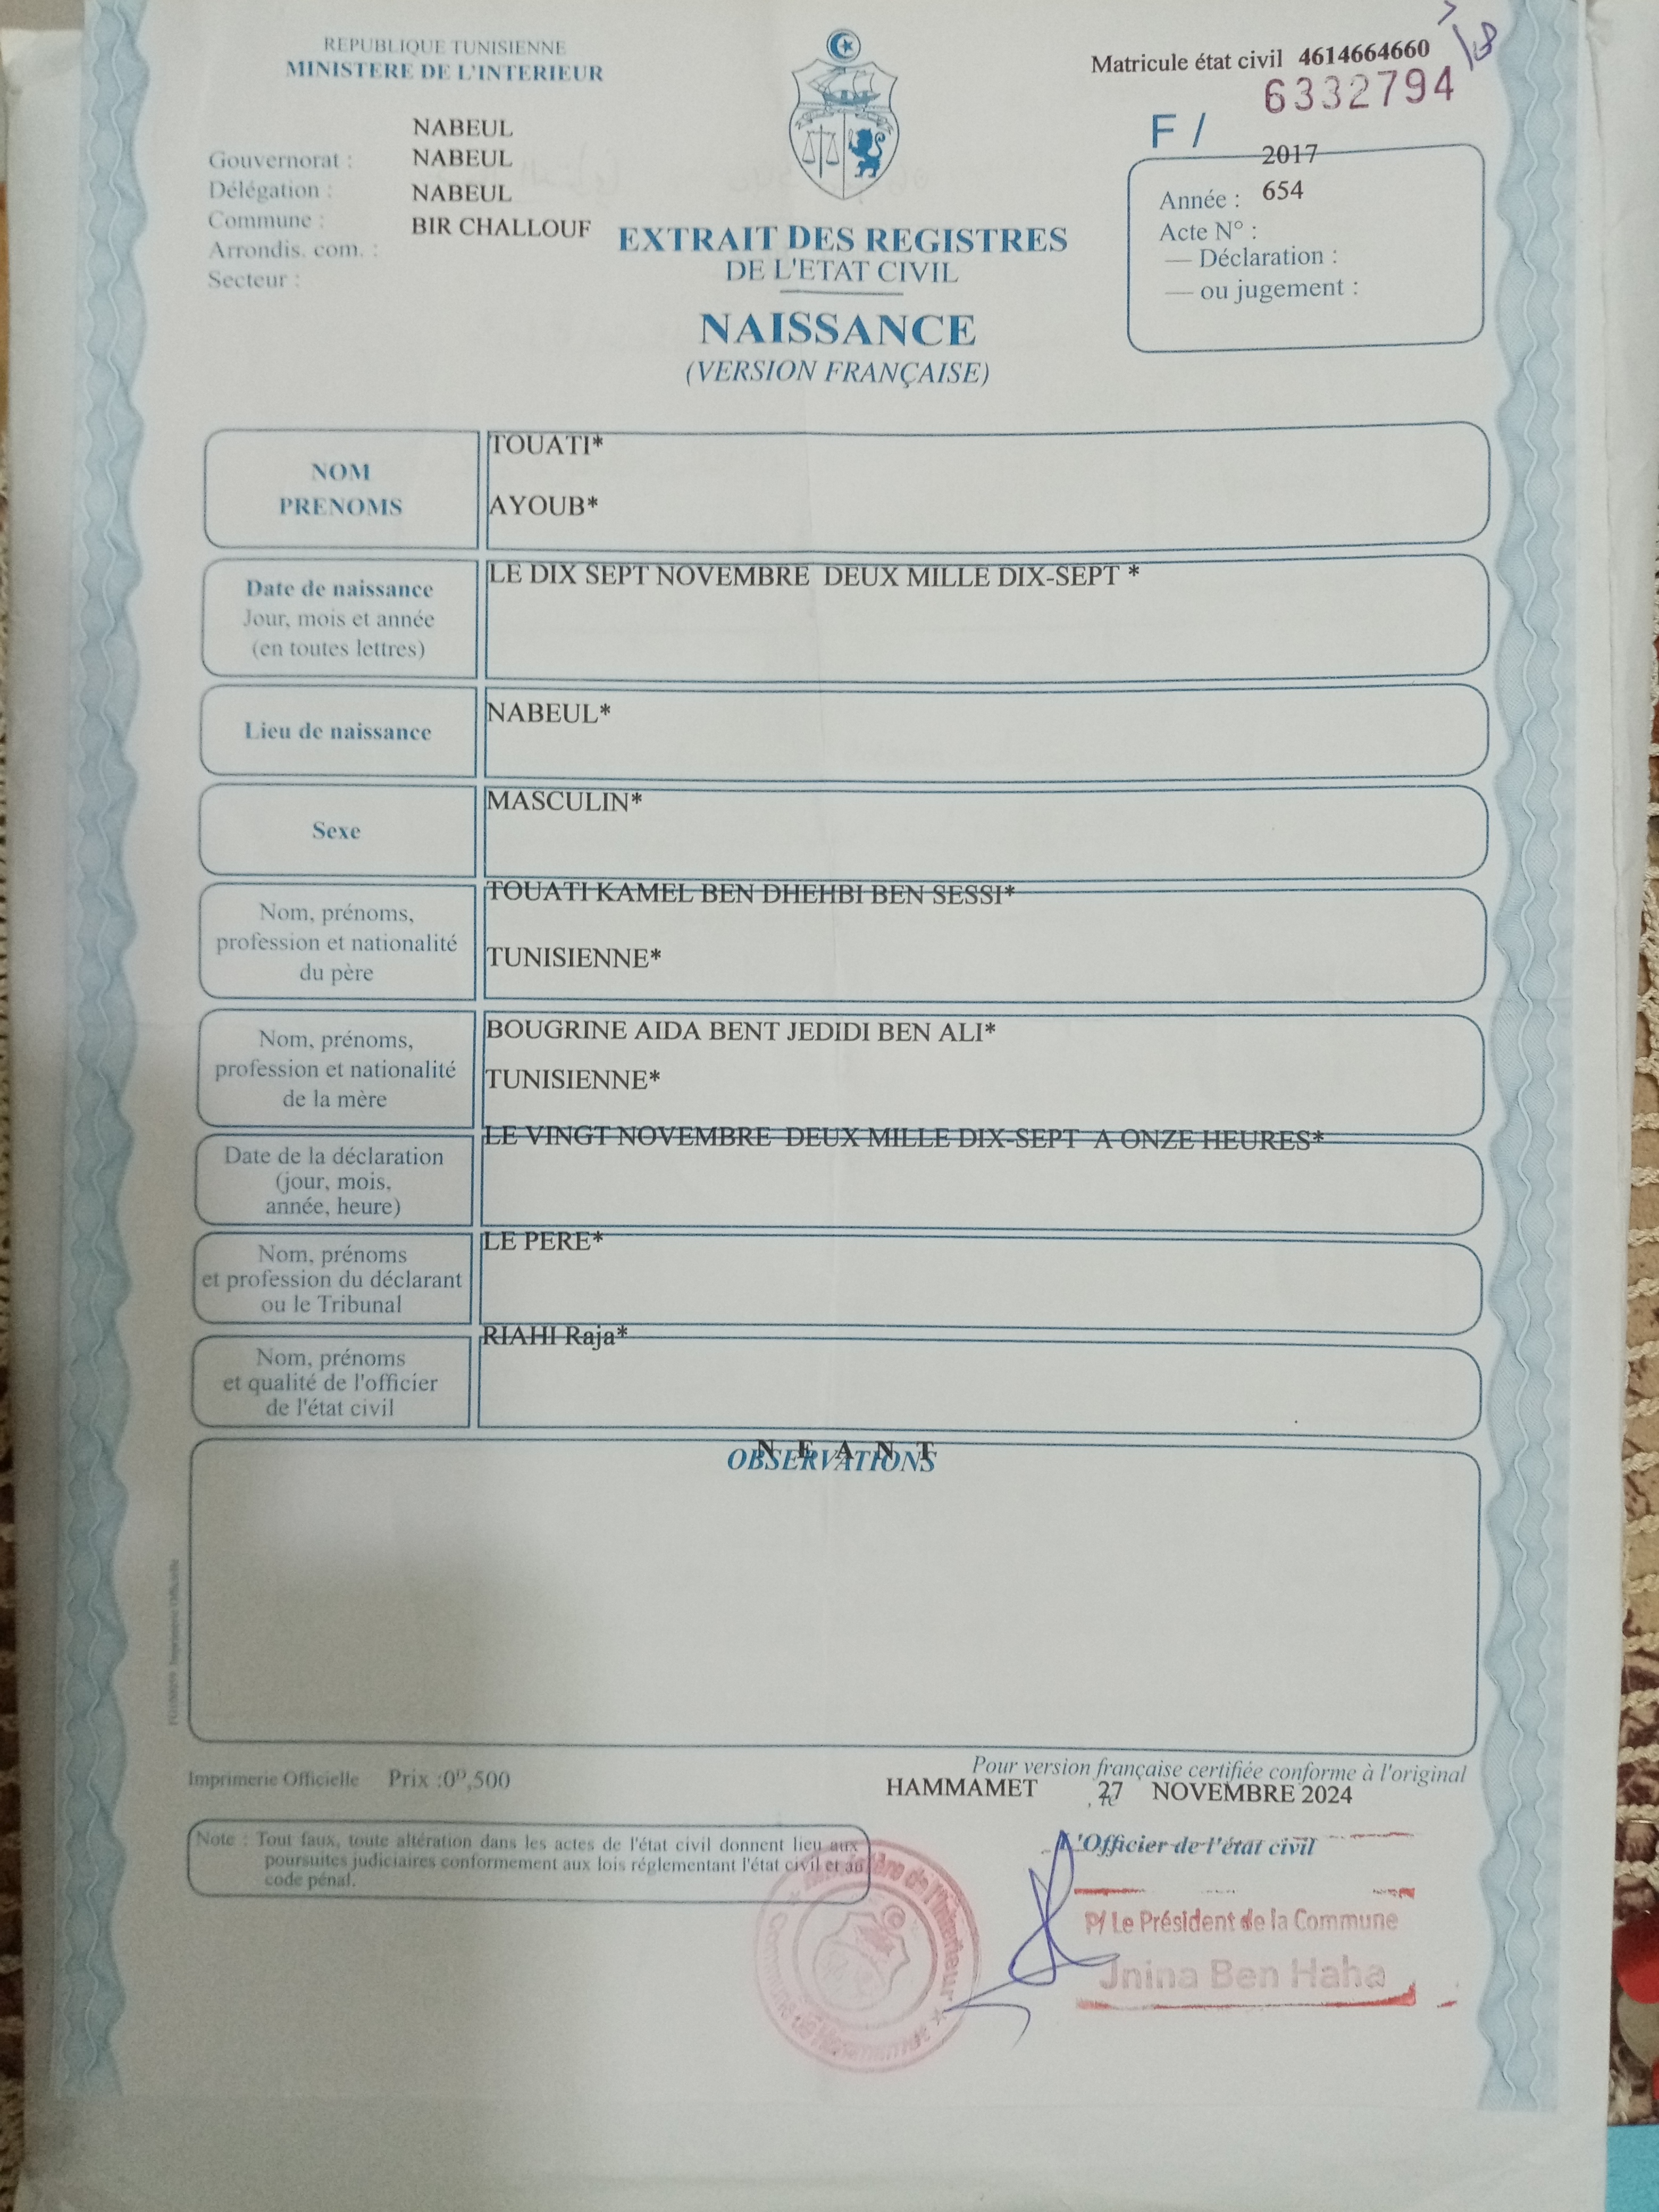 REPUBLIQUE TUNISIENNE
MINISTERE DE L'INTERIEUR
Matricule état civil 4614664660
6332794
F /
NABEUL
Gouvernorat : NABEUL
Délégation : NABEUL
Commune : BIR CHALLOUF
Arrondis. com. :
Secteur :
2017
Année : 654
Acte N° :
— Déclaration :
— ou jugement :
EXTRAIT DES REGISTRES
DE L'ETAT CIVIL
NAISSANCE
(VERSION FRANÇAISE)
NOM
PRENOMS
TOUATI*
AYOUB*
Date de naissance
Jour, mois et année
(en toutes lettres)
LE DIX SEPT NOVEMBRE DEUX MILLE DIX-SEPT *
Lieu de naissance
NABEUL*
Sexe
MASCULIN*
Nom, prénoms,
profession et nationalité
du père
TOUATI KAMEL BEN DHEHBI BEN SESSI*
TUNISIENNE*
Nom, prénoms,
profession et nationalité
de la mère
BOUGRINE AIDA BENT JEDIDI BEN ALI*
TUNISIENNE*
Date de la déclaration
(jour, mois,
année, heure)
LE VINGT NOVEMBRE DEUX MILLE DIX-SEPT A ONZE HEURES*
Nom, prénoms
et profession du déclarant
ou le Tribunal
LE PERE*
Nom, prénoms
et qualité de l'officier
de l'état civil
RIAHI Raja*
N E A N T
OBSERVATIONS
Imprimerie Officielle Prix :0ᴰ,500
Pour version française certifiée conforme à l'original
HAMMAMET , le 27 NOVEMBRE 2024
Note : Tout faux, toute altération dans les actes de l'état civil donnent lieu aux
poursuites judiciaires conformement aux lois réglementant l'état civil et au
code pénal.
L'Officier de l'état civil
P/ Le Président de la Commune
Jnina Ben Haha
Ministère de l'Interieur
Commune de Hammamet